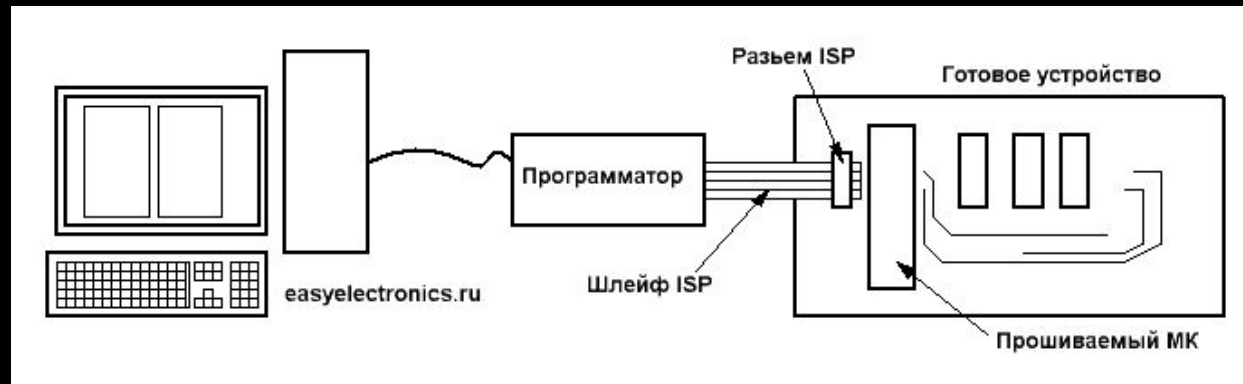 Разьем ISP
Готовое устройство
Программатор
Шлейф ISP
easyelectronics.ru
Прошиваемый МК